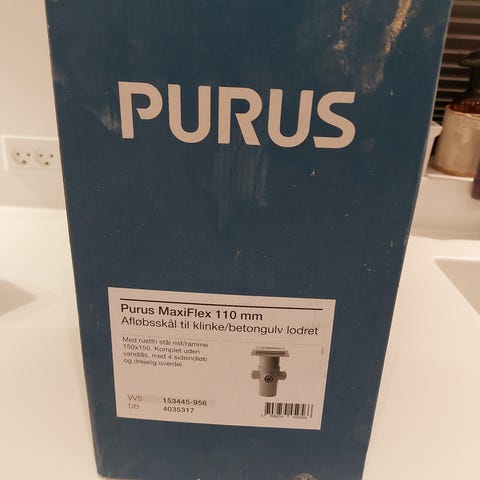 PURUS
Purus MaxiFlex 110 mm
Afløbsskål til klinke/betongulv lodret
Med rustfri stål rist/ramme
150x150. Komplet uden
vandlås, med 4 sideindløb
og drejelig overdel.
VVS 153445-956
DB 4035317